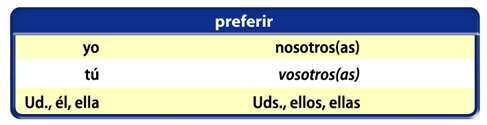 preferir
yo nosotros(as)
tú vosotros(as)
Ud., él, ella Uds., ellos, ellas